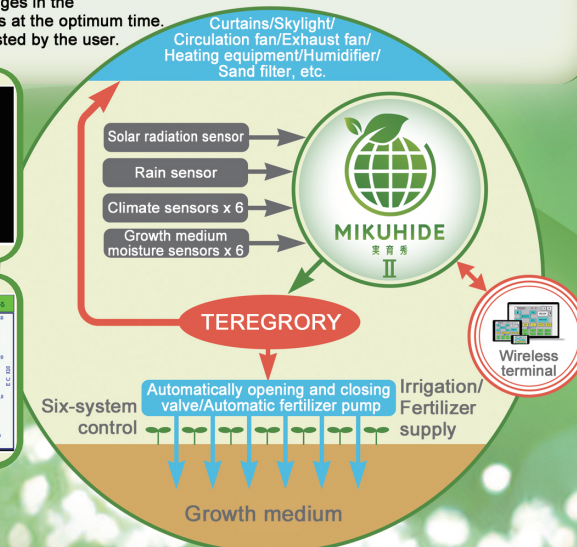 ges in the
s at the optimum time.
sted by the user.
Curtains/Skylight/
Circulation fan/Exhaust fan/
Heating equipment/Humidifier/
Sand filter, etc.
Solar radiation sensor
Rain sensor
Climate sensors x 6
Growth medium
moisture sensors x 6
MIKUHIDE
実育秀
II
TEREGRORY
Wireless
terminal
Six-system
control
Automatically opening and closing
valve/Automatic fertilizer pump
Irrigation/
Fertilizer
supply
Growth medium